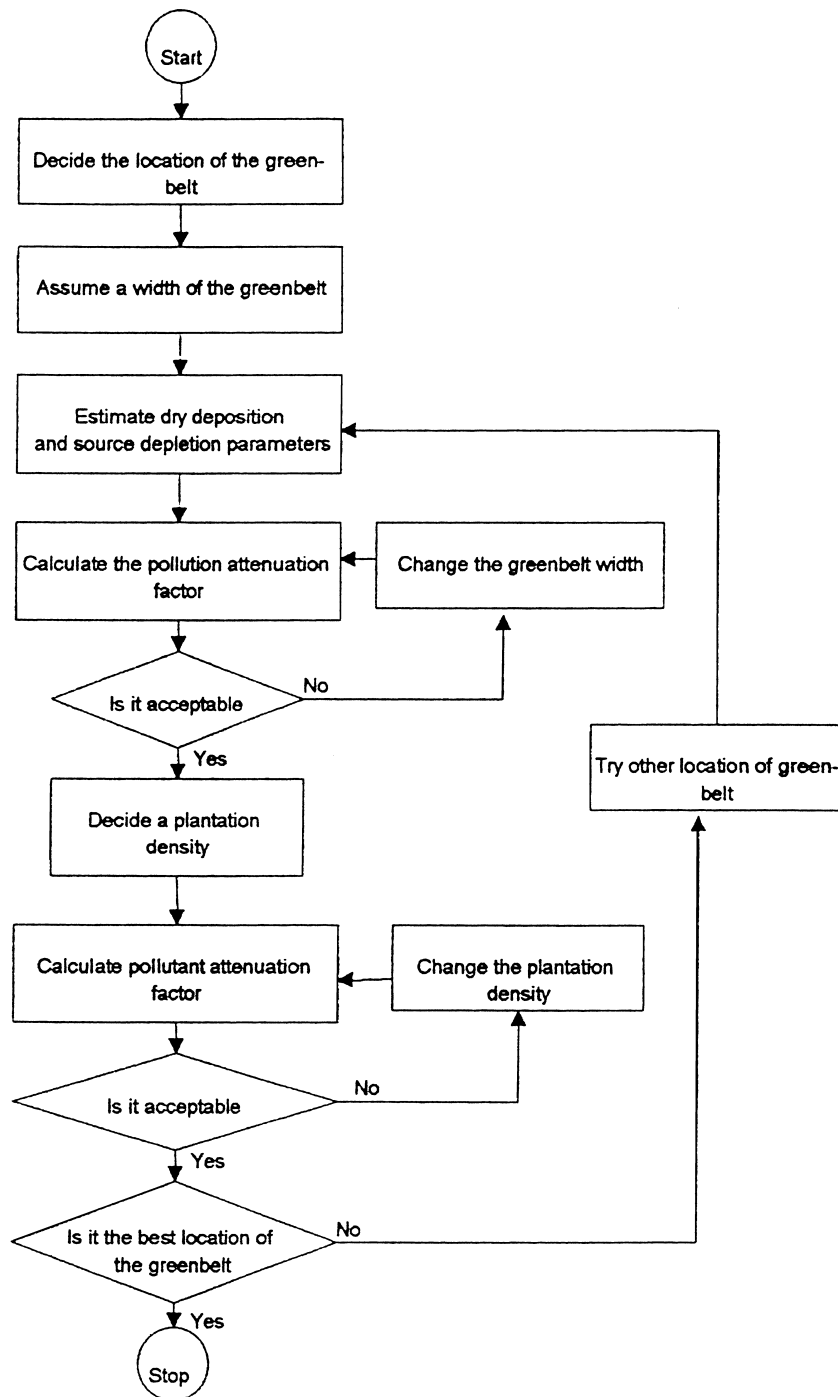 Start
Decide the location of the green-
belt
Assume a width of the greenbelt
Estimate dry deposition
and source depletion parameters
Calculate the pollution attenuation
factor
Change the greenbelt width
Is it acceptable
No
Yes
Try other location of green-
belt
Decide a plantation
density
Calculate pollutant attenuation
factor
Change the plantation
density
Is it acceptable
No
Yes
Is it the best location of
the greenbelt
No
Yes
Stop